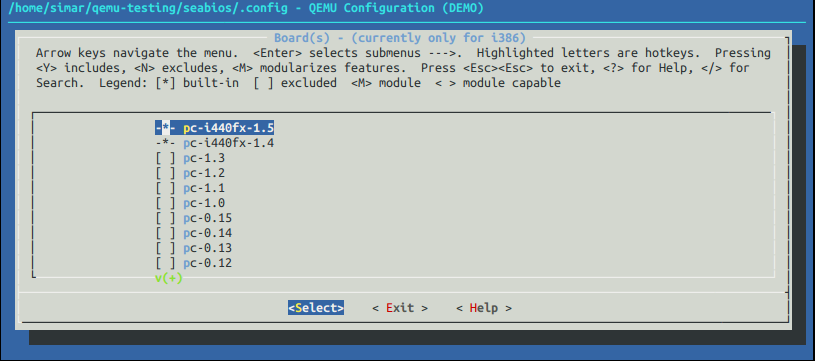 /home/simar/qemu-testing/seabios/.config - QEMU Configuration (DEMO)
Board(s) - (currently only for i386)
Arrow keys navigate the menu.  <Enter> selects submenus --->.  Highlighted letters are hotkeys.  Pressing
<Y> includes, <N> excludes, <M> modularizes features.  Press <Esc><Esc> to exit, <?> for Help, </> for
Search.  Legend: [*] built-in  [ ] excluded  <M> module  < > module capable
-*- pc-i440fx-1.5
-*- pc-i440fx-1.4
[ ] pc-1.3
[ ] pc-1.2
[ ] pc-1.1
[ ] pc-1.0
[ ] pc-0.15
[ ] pc-0.14
[ ] pc-0.13
[ ] pc-0.12
v(+)
<Select>    < Exit >    < Help >